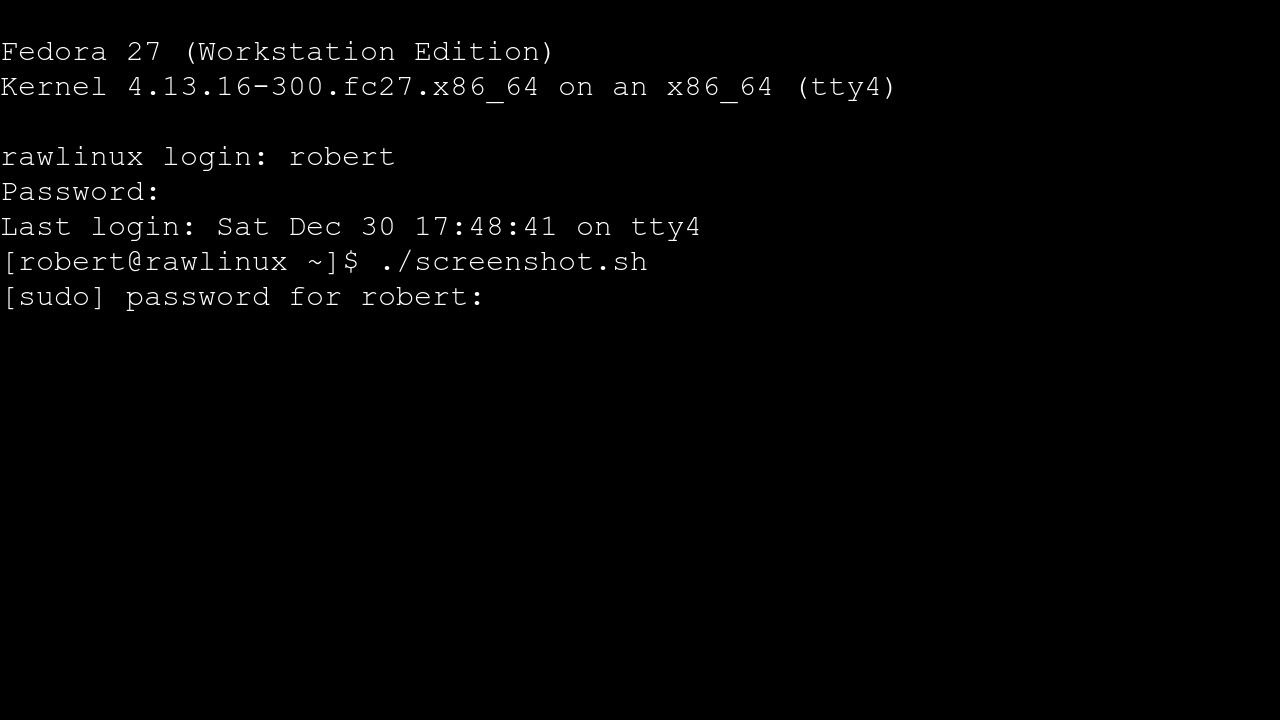 Fedora 27 (Workstation Edition)
Kernel 4.13.16-300.fc27.x86_64 on an x86_64 (tty4)
rawlinux login: robert
Password:
Last login: Sat Dec 30 17:48:41 on tty4
[robert@rawlinux ~]$ ./screenshot.sh
[sudo] password for robert: